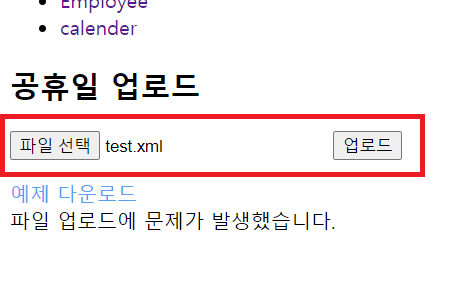 Employee
calender
공휴일 업로드
파일 선택 test.xml 업로드
예제 다운로드
파일 업로드에 문제가 발생했습니다.